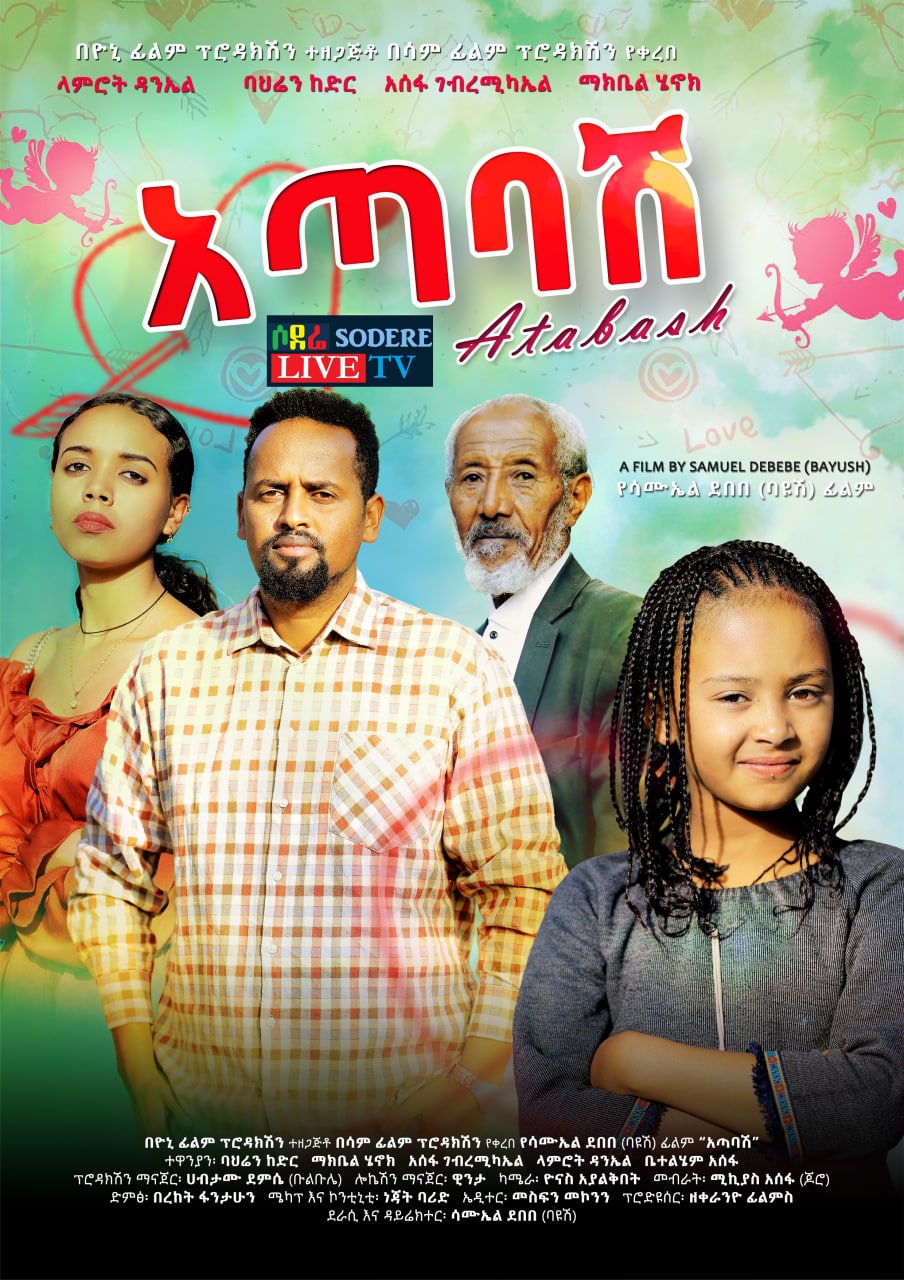 በዮኒ ፊልም ፕሮዳክሽን ተዘጋጅቶ በሳም ፊልም ፕሮዳክሽን የቀረበ
ላምሮት ዳንኤል ባህሬን ከድር አሰፋ ገብረሚካኤል ማክቤል ሄኖክ
አጣባሽ
Atabash
ሶደሬ SODERE
LIVE TV
Love
Love
A FILM BY SAMUEL DEBEBE (BAYUSH)
የሳሙኤል ደበበ (ባዩሽ) ፊልም
በዮኒ ፊልም ፕሮዳክሽን ተዘጋጅቶ በሳም ፊልም ፕሮዳክሽን የቀረበ የሳሙኤል ደበበ (ባዩሽ) ፊልም "አጣባሽ"
ተዋንያን፡ ባህሬን ከድር ማክቤል ሄኖክ አሰፋ ገብረሚካኤል ላምሮት ዳንኤል ቤተልሄም አሰፋ
ፕሮዳክሽን ማናጀር፡ ሀብታሙ ደምሴ (ቡልቡሌ) ሎኬሽን ማናጀር፡ ዊንታ ካሜራ፡ ዮናስ አያልቅበት መብራት፡ ሚኪያስ አሰፋ (ጆሮ)
ድምፅ፡ በረከት ፋንታሁን ሜካፕ እና ኮንቲኒቲ፡ ነጃት ባሪድ ኤዲተር፡ መስፍን መኮንን ፕሮድዩሰር፡ ዘቀራንዮ ፊልምስ
ደራሲ እና ዳይሬክተር፡ ሳሙኤል ደበበ (ባዩሽ)